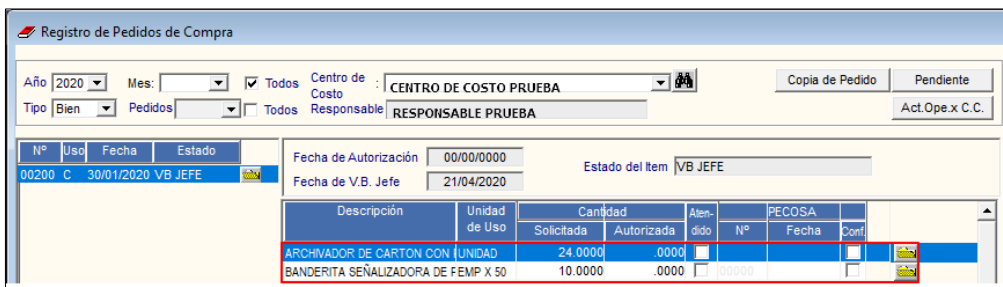 Registro de Pedidos de Compra
Año 2020 Mes: Todos Centro de Costo : CENTRO DE COSTO PRUEBA Copia de Pedido Pendiente
Tipo Bien Pedidos Todos Responsable RESPONSABLE PRUEBA Act.Ope.x C.C.
Nº Uso Fecha Estado
00200 C 30/01/2020 VB JEFE
Fecha de Autorización 00/00/0000 Estado del Item VB JEFE
Fecha de V.B. Jefe 21/04/2020
Descripción Unidad de Uso Cantidad Aten-dido PECOSA
Solicitada Autorizada Nº Fecha Conf.
ARCHIVADOR DE CARTON CON UNIDAD 24.0000 .0000
BANDERITA SEÑALIZADORA DE EMP X 50 10.0000 .0000 00000